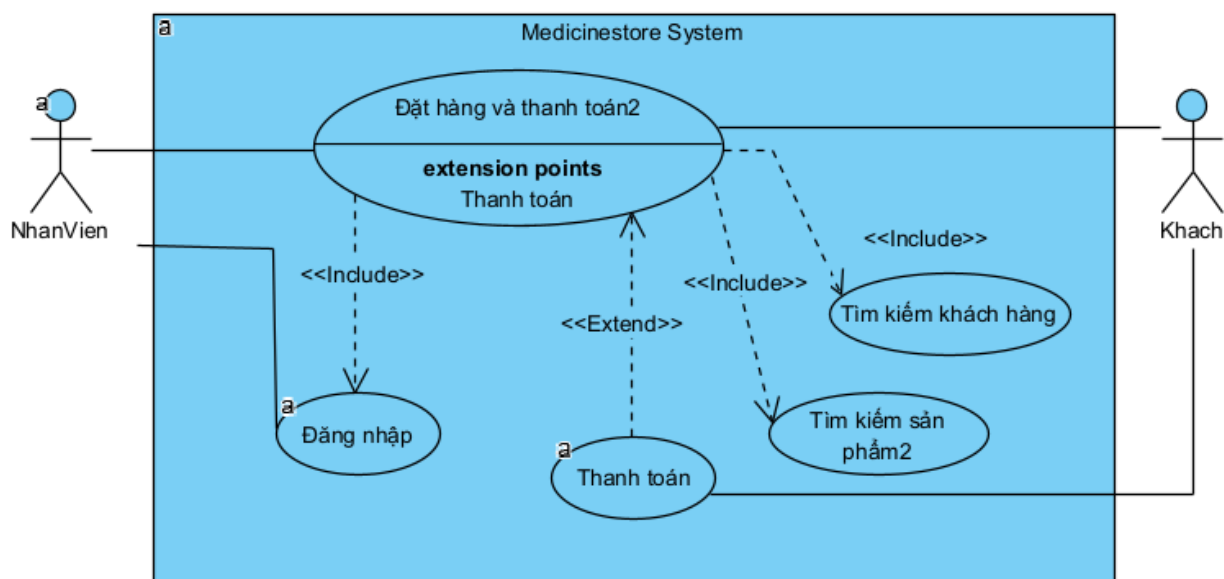 a
Medicinestore System
a
Đặt hàng và thanh toán2
extension points
Thanh toán
NhanVien
Khach
<<Include>>
<<Include>>
<<Include>>
<<Extend>>
Tìm kiếm khách hàng
a
Đăng nhập
Tìm kiếm sản
phẩm2
a
Thanh toán